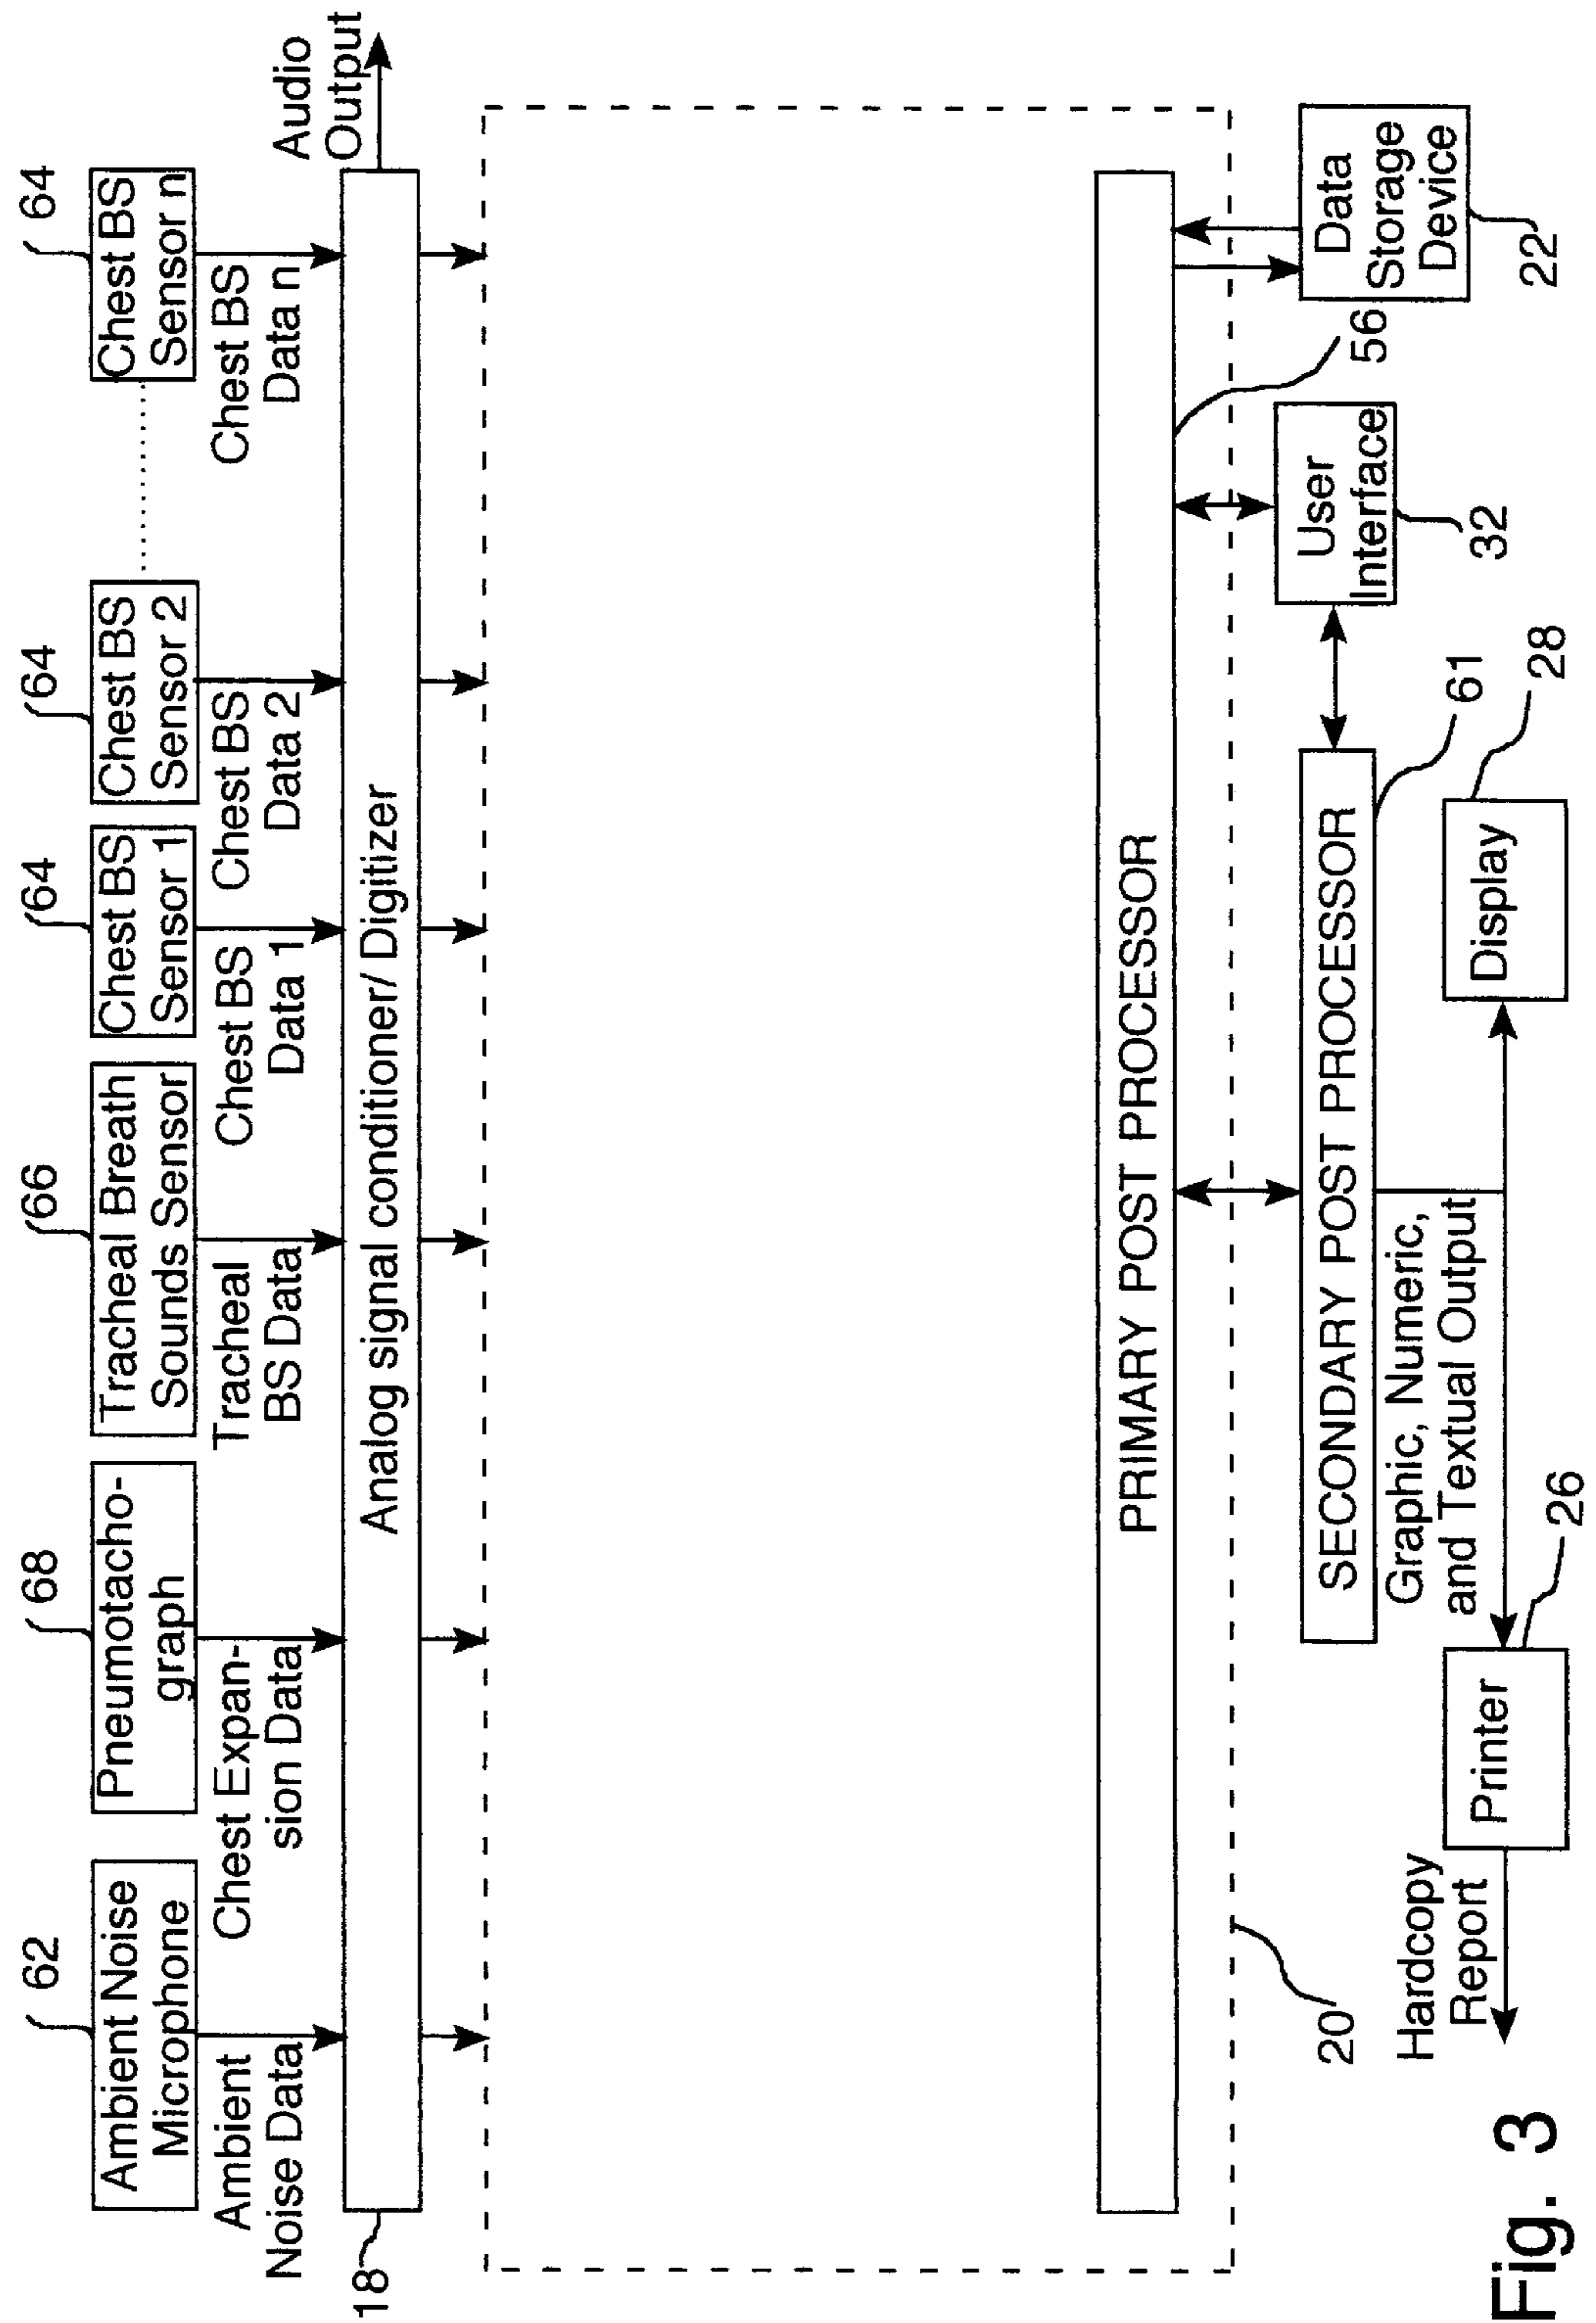 62
68
66
64
64
64
Ambient Noise
Microphone
Pneumotacho-
graph
Tracheal Breath
Sounds Sensor
Chest BS
Sensor 1
Chest BS
Sensor 2
Chest BS
Sensor n
Ambient
Noise Data
Chest Expan-
sion Data
Tracheal
BS Data
Chest BS
Data 1
Chest BS
Data 2
Chest BS
Data n
Audio
Output
18
Analog signal conditioner/ Digitizer
PRIMARY POST PROCESSOR
20
56
SECONDARY POST PROCESSOR
61
User
Interface
32
Data
Storage
Device
22
Graphic, Numeric,
and Textual Output
Hardcopy
Report
Printer
26
Display
28
Fig. 3